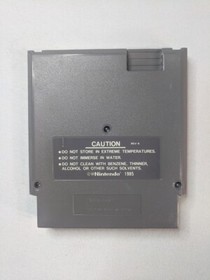 CAUTION
• DO NOT STORE IN EXTREME TEMPERATURES.
• DO NOT IMMERSE IN WATER.
• DO NOT CLEAN WITH BENZENE, THINNER,
ALCOHOL OR OTHER SUCH SOLVENTS.
©Nintendo 1985